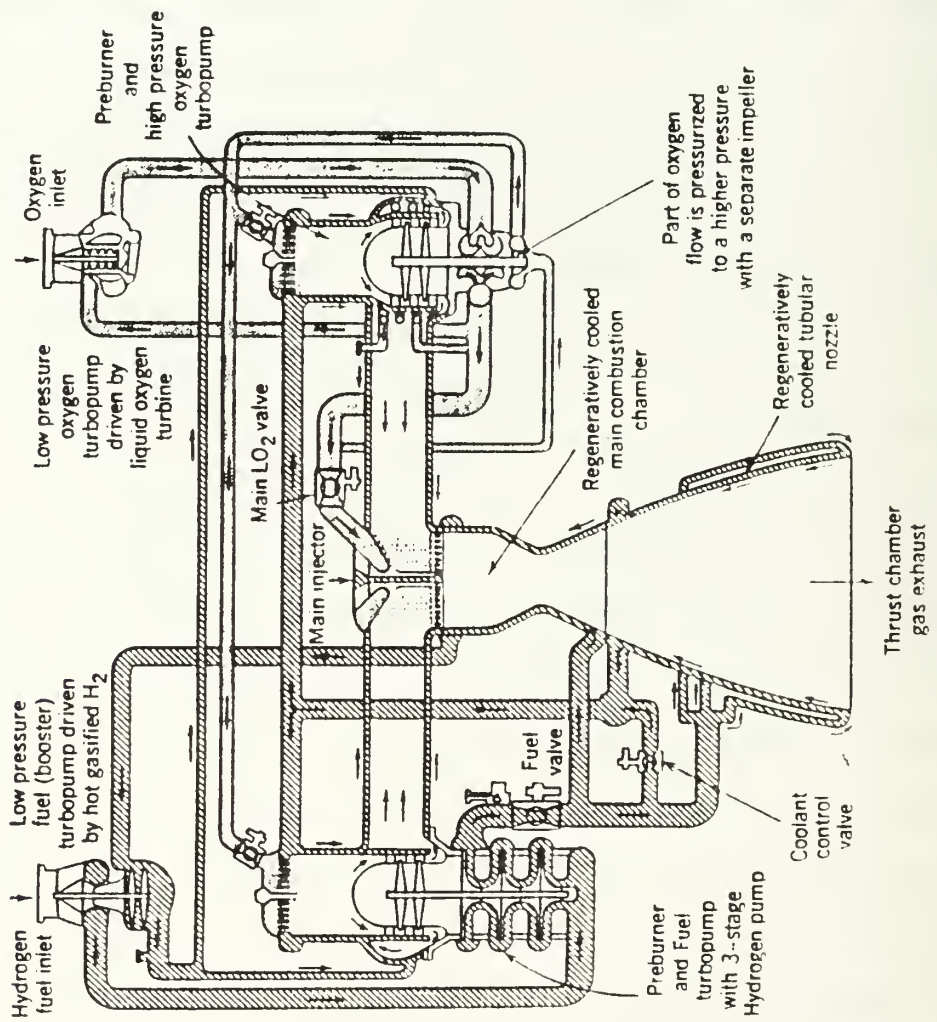 Hydrogen
fuel inlet
Low pressure
fuel (booster)
turbopump driven
by hot gasified H₂
Low pressure
oxygen
turbopump
driven by
liquid oxygen
turbine
Oxygen
inlet
Preburner
and
high pressure
oxygen
turbopump
Main LO₂ valve
Main injector
Part of oxygen
flow is pressurized
to a higher pressure
with a separate impeller
Regeneratively cooled
main combustion
chamber
Regeneratively
cooled tubular
nozzle
Fuel
valve
Coolant
control
valve
Preburner
and Fuel
turbopump
with 3-stage
Hydrogen pump
Thrust chamber
gas exhaust